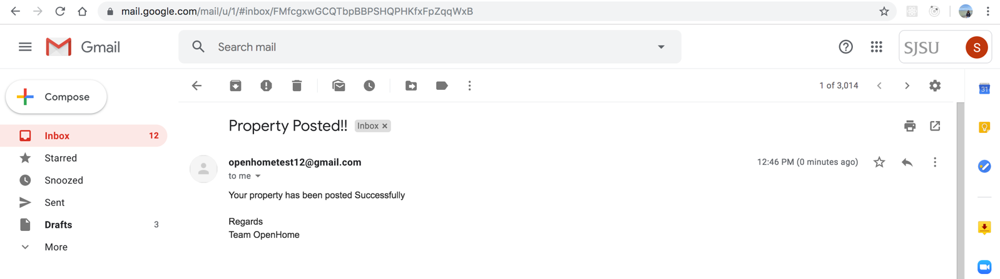 mail.google.com/mail/u/1/#inbox/FMfcgxwGCQTbpBBPSHQPHKfxFpZqqWxB
Gmail
Search mail
SJSU
S
Compose
1 of 3,014
31
Property Posted!!
Inbox ×
Inbox 12
Starred
openhometest12@gmail.com
12:46 PM (0 minutes ago)
to me
Snoozed
Your property has been posted Successfully
Sent
Regards
Drafts 3
Team OpenHome
More